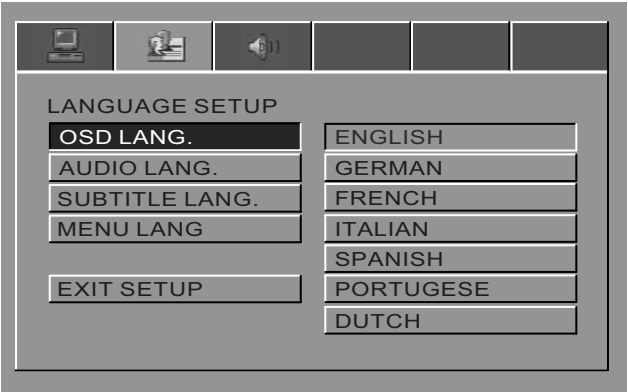 LANGUAGE SETUP
OSD LANG.
AUDIO LANG.
SUBTITLE LANG.
MENU LANG
EXIT SETUP
ENGLISH
GERMAN
FRENCH
ITALIAN
SPANISH
PORTUGESE
DUTCH